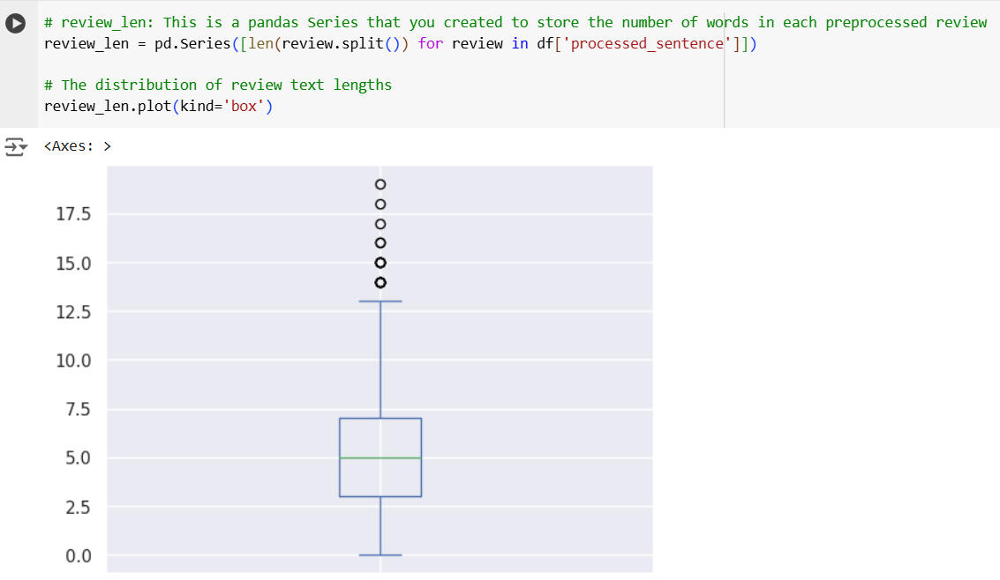 # review_len: This is a pandas Series that you created to store the number of words in each preprocessed review
review_len = pd.Series([len(review.split()) for review in df['processed_sentence']])
# The distribution of review text lengths
review_len.plot(kind='box')
<Axes: >
17.5
15.0
12.5
10.0
7.5
5.0
2.5
0.0